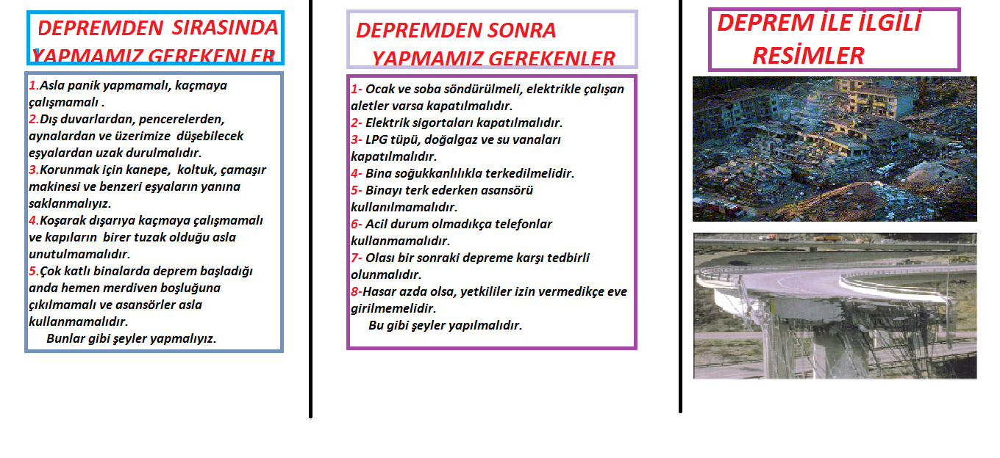 DEPREMDEN SIRASINDA
YAPMAMIZ GEREKENLER
1.Asla panik yapmamalı, kaçmaya
çalışmamalı .
2.Dış duvarlardan, pencerelerden,
aynalardan ve üzerimize düşebilecek
eşyalardan uzak durulmalıdır.
3.Korunmak için kanepe, koltuk, çamaşır
makinesi ve benzeri eşyaların yanına
saklanmalıyız.
4.Koşarak dışarıya kaçmaya çalışmamalı
ve kapıların birer tuzak olduğu asla
unutulmamalıdır.
5.Çok katlı binalarda deprem başladığı
anda hemen merdiven boşluğuna
çıkılmamalı ve asansörler asla
kullanmamalıdır.
Bunlar gibi şeyler yapmalıyız.
DEPREMDEN SONRA
YAPMAMIZ GEREKENLER
1- Ocak ve soba söndürülmeli, elektrikle çalışan
aletler varsa kapatılmalıdır.
2- Elektrik sigortaları kapatılmalıdır.
3- LPG tüpü, doğalgaz ve su vanaları
kapatılmalıdır.
4- Bina soğukkanlılıkla terkedilmelidir.
5- Binayı terk ederken asansörü
kullanılmamalıdır.
6- Acil durum olmadıkça telefonlar
kullanmamalıdır.
7- Olası bir sonraki depreme karşı tedbirli
olunmalıdır.
8-Hasar azda olsa, yetkililer izin vermedikçe eve
girilmemelidir.
Bu gibi şeyler yapılmalıdır.
DEPREM İLE İLGİLİ
RESİMLER